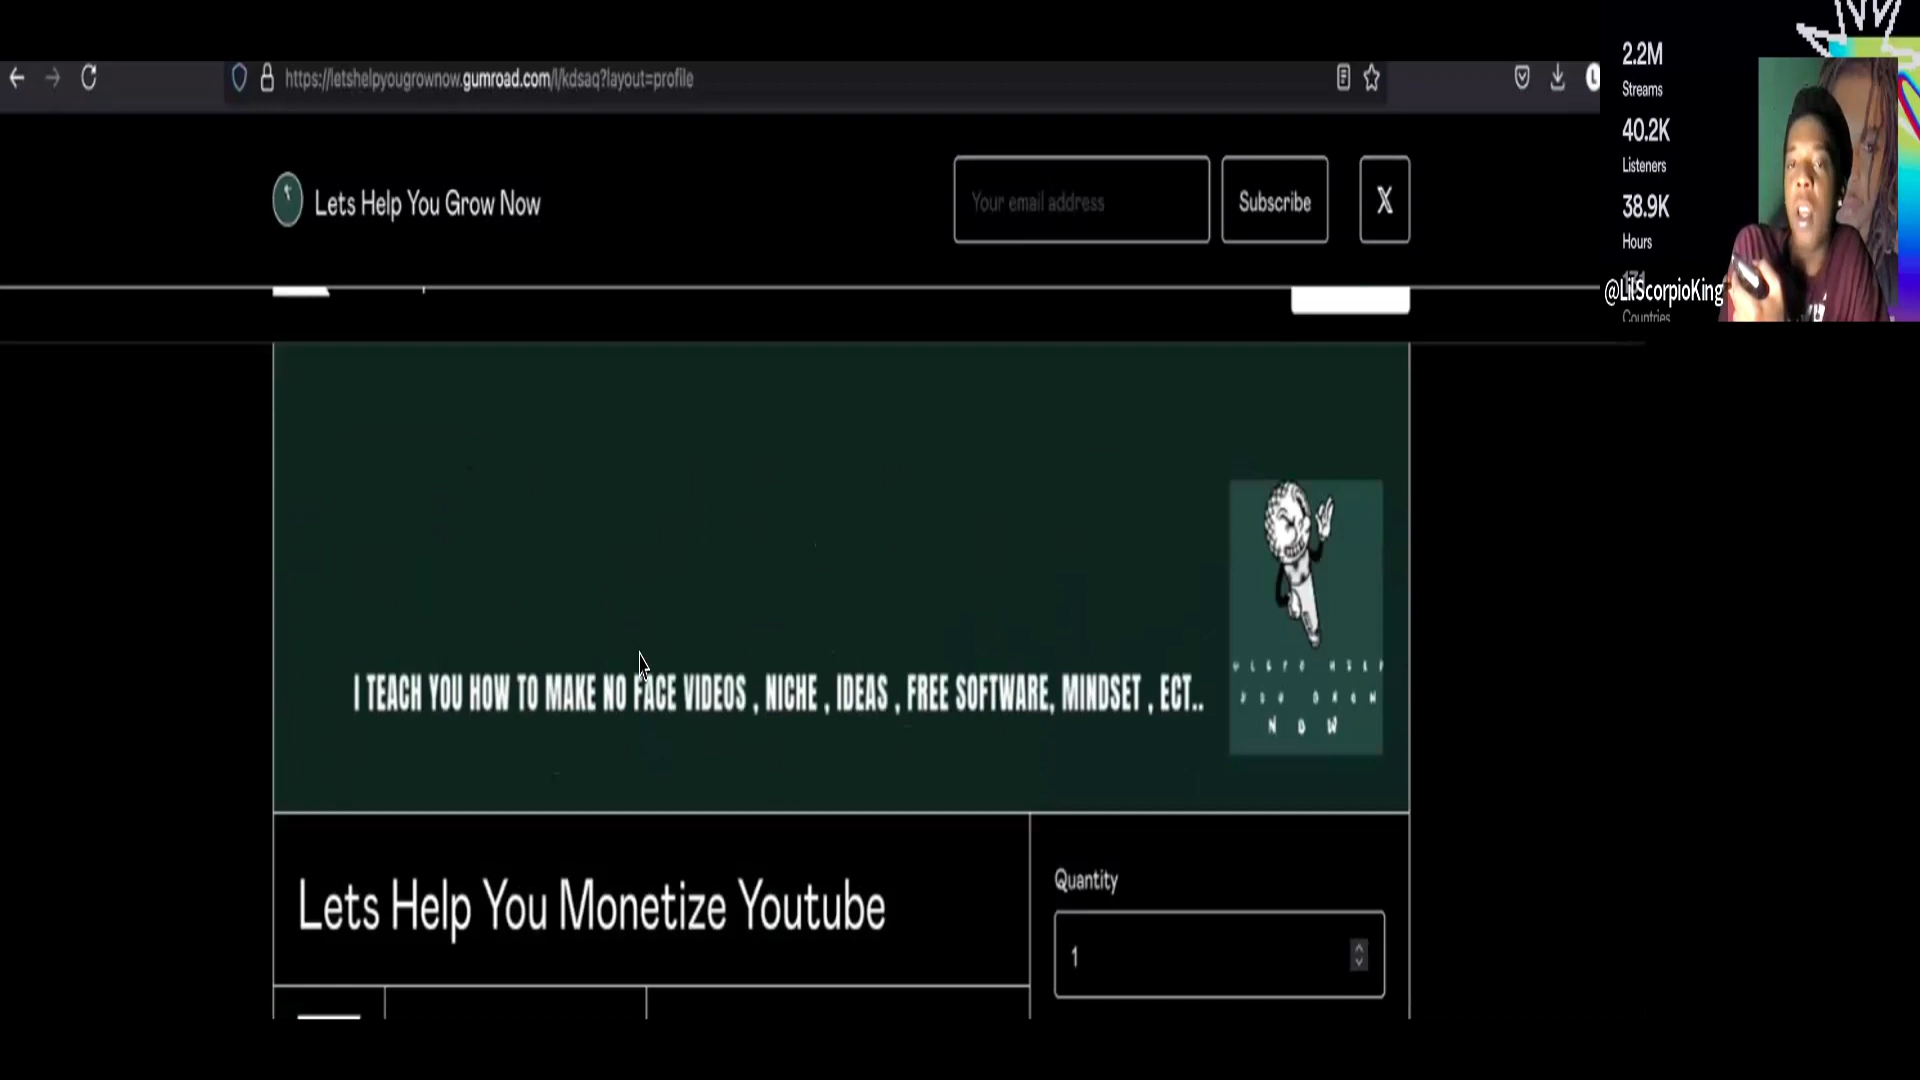 https://letshelpyougrownow.gumroad.com/l/kdsaq?layout=profile
Lets Help You Grow Now
Your email address
Subscribe
X
2.2M
Streams
40.2K
Listeners
38.9K
Hours
@LilScorpioKing
Countries
I TEACH YOU HOW TO MAKE NO FACE VIDEOS , NICHE , IDEAS , FREE SOFTWARE, MINDSET , ECT..
N O W
Lets Help You Monetize Youtube
Quantity
1